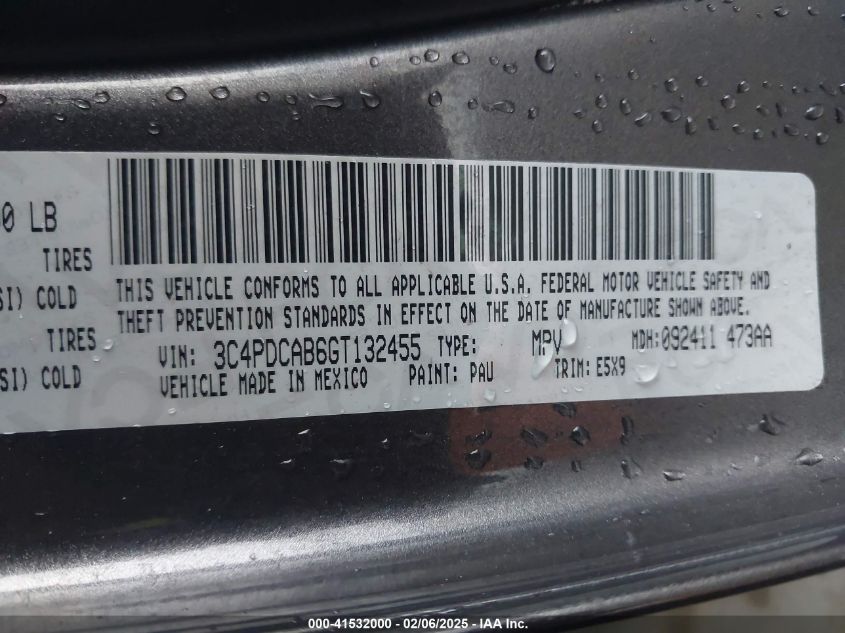 0 LB
TIRES
SI) COLD
TIRES
SI) COLD
THIS VEHICLE CONFORMS TO ALL APPLICABLE U.S.A. FEDERAL MOTOR VEHICLE SAFETY AND
THEFT PREVENTION STANDARDS IN EFFECT ON THE DATE OF MANUFACTURE SHOWN ABOVE.
VIN: 3C4PDCAB6GT132455 TYPE: MPV MDH:092411 473AA
VEHICLE MADE IN MEXICO PAINT: PAU TRIM: E5X9
000-41532000 - 02/06/2025 - IAA Inc.